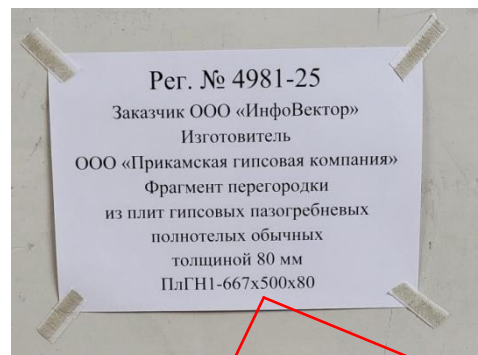 Рег. № 4981-25
Заказчик ООО «ИнфоВектор»
Изготовитель
ООО «Прикамская гипсовая компания»
Фрагмент перегородки
из плит гипсовых пазогребневых
полнотелых обычных
толщиной 80 мм
ПлГН1-667х500х80